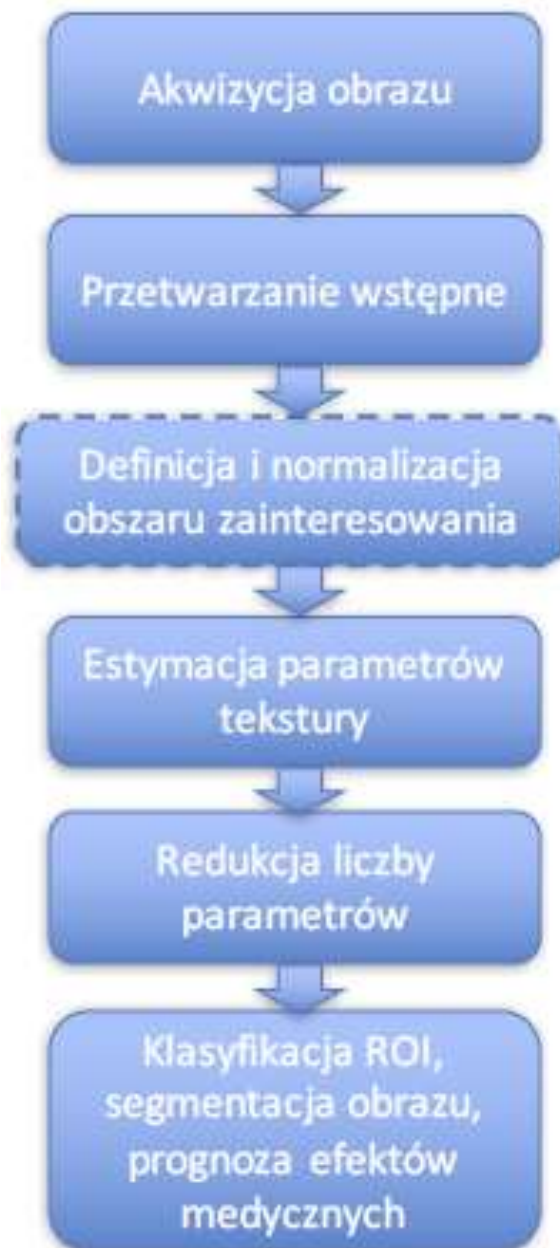 Akwizycja obrazu
Przetwarzanie wstępne
Definicja i normalizacja
obszaru zainteresowania
Estymacja parametrów
tekstury
Redukcja liczby
parametrów
Klasyfikacja ROI,
segmentacja obrazu,
prognoza efektów
medycznych